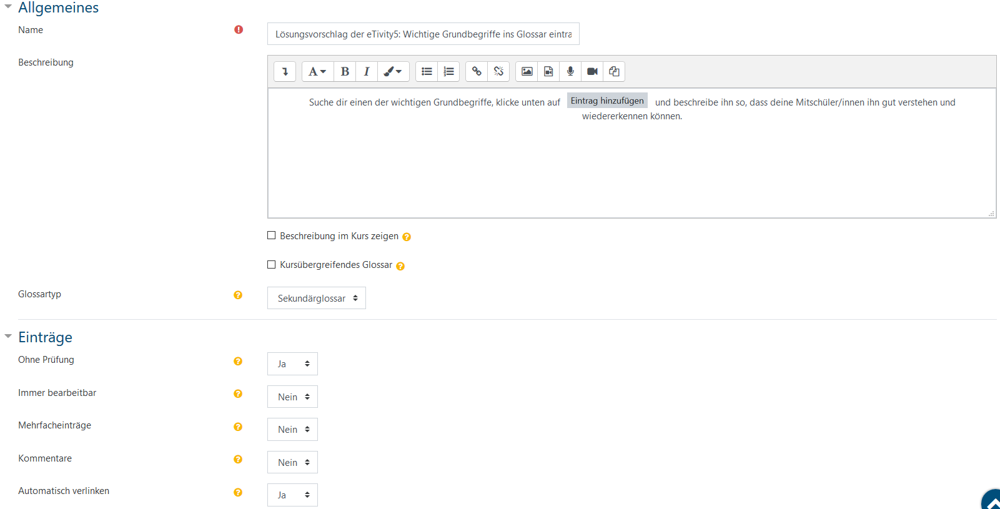 Allgemeines
Name
Lösungsvorschlag der eTivity5: Wichtige Grundbegriffe ins Glossar eintra
Beschreibung
Suche dir einen der wichtigen Grundbegriffe, klicke unten auf Eintrag hinzufügen und beschreibe ihn so, dass deine Mitschüler/innen ihn gut verstehen und
wiedererkennen können.
Beschreibung im Kurs zeigen
Kursübergreifendes Glossar
Glossartyp
Sekundärglossar
Einträge
Ohne Prüfung
Ja
Immer bearbeitbar
Nein
Mehrfacheinträge
Nein
Kommentare
Nein
Automatisch verlinken
Ja